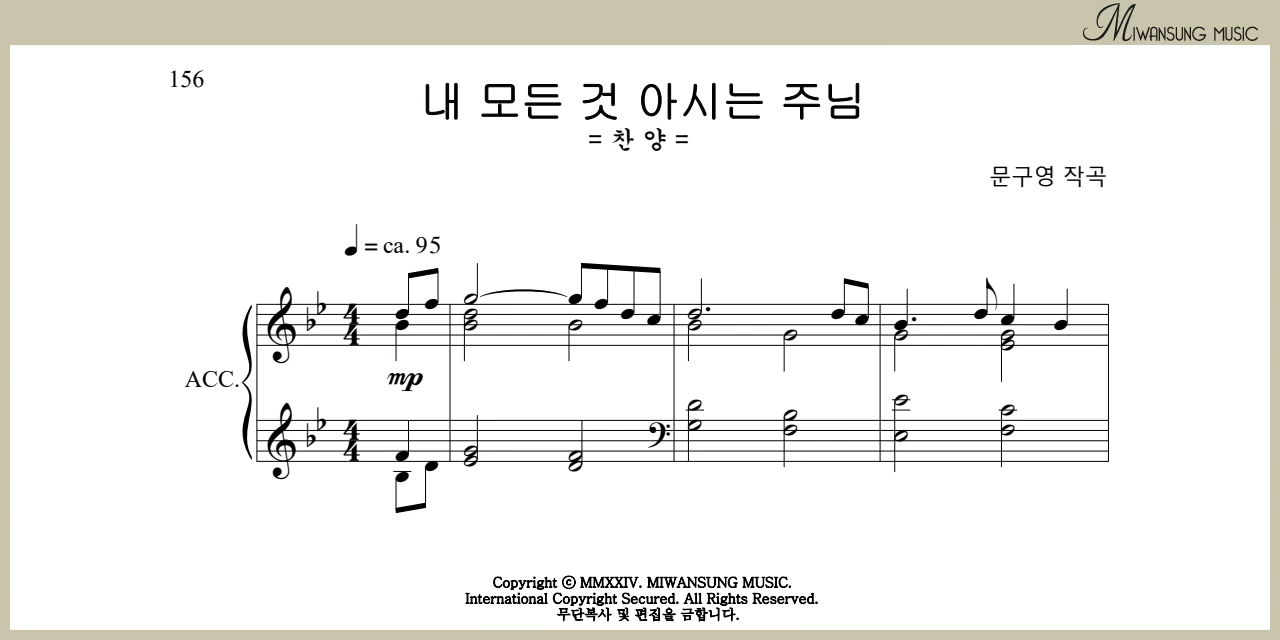 MIWANSUNG MUSIC
156
내 모든 것 아시는 주님
= 찬 양 =
문구영 작곡
= ca. 95
ACC.
mp
Copyright ⓒ MMXXIV. MIWANSUNG MUSIC.
International Copyright Secured. All Rights Reserved.
무단복사 및 편집을 금합니다.